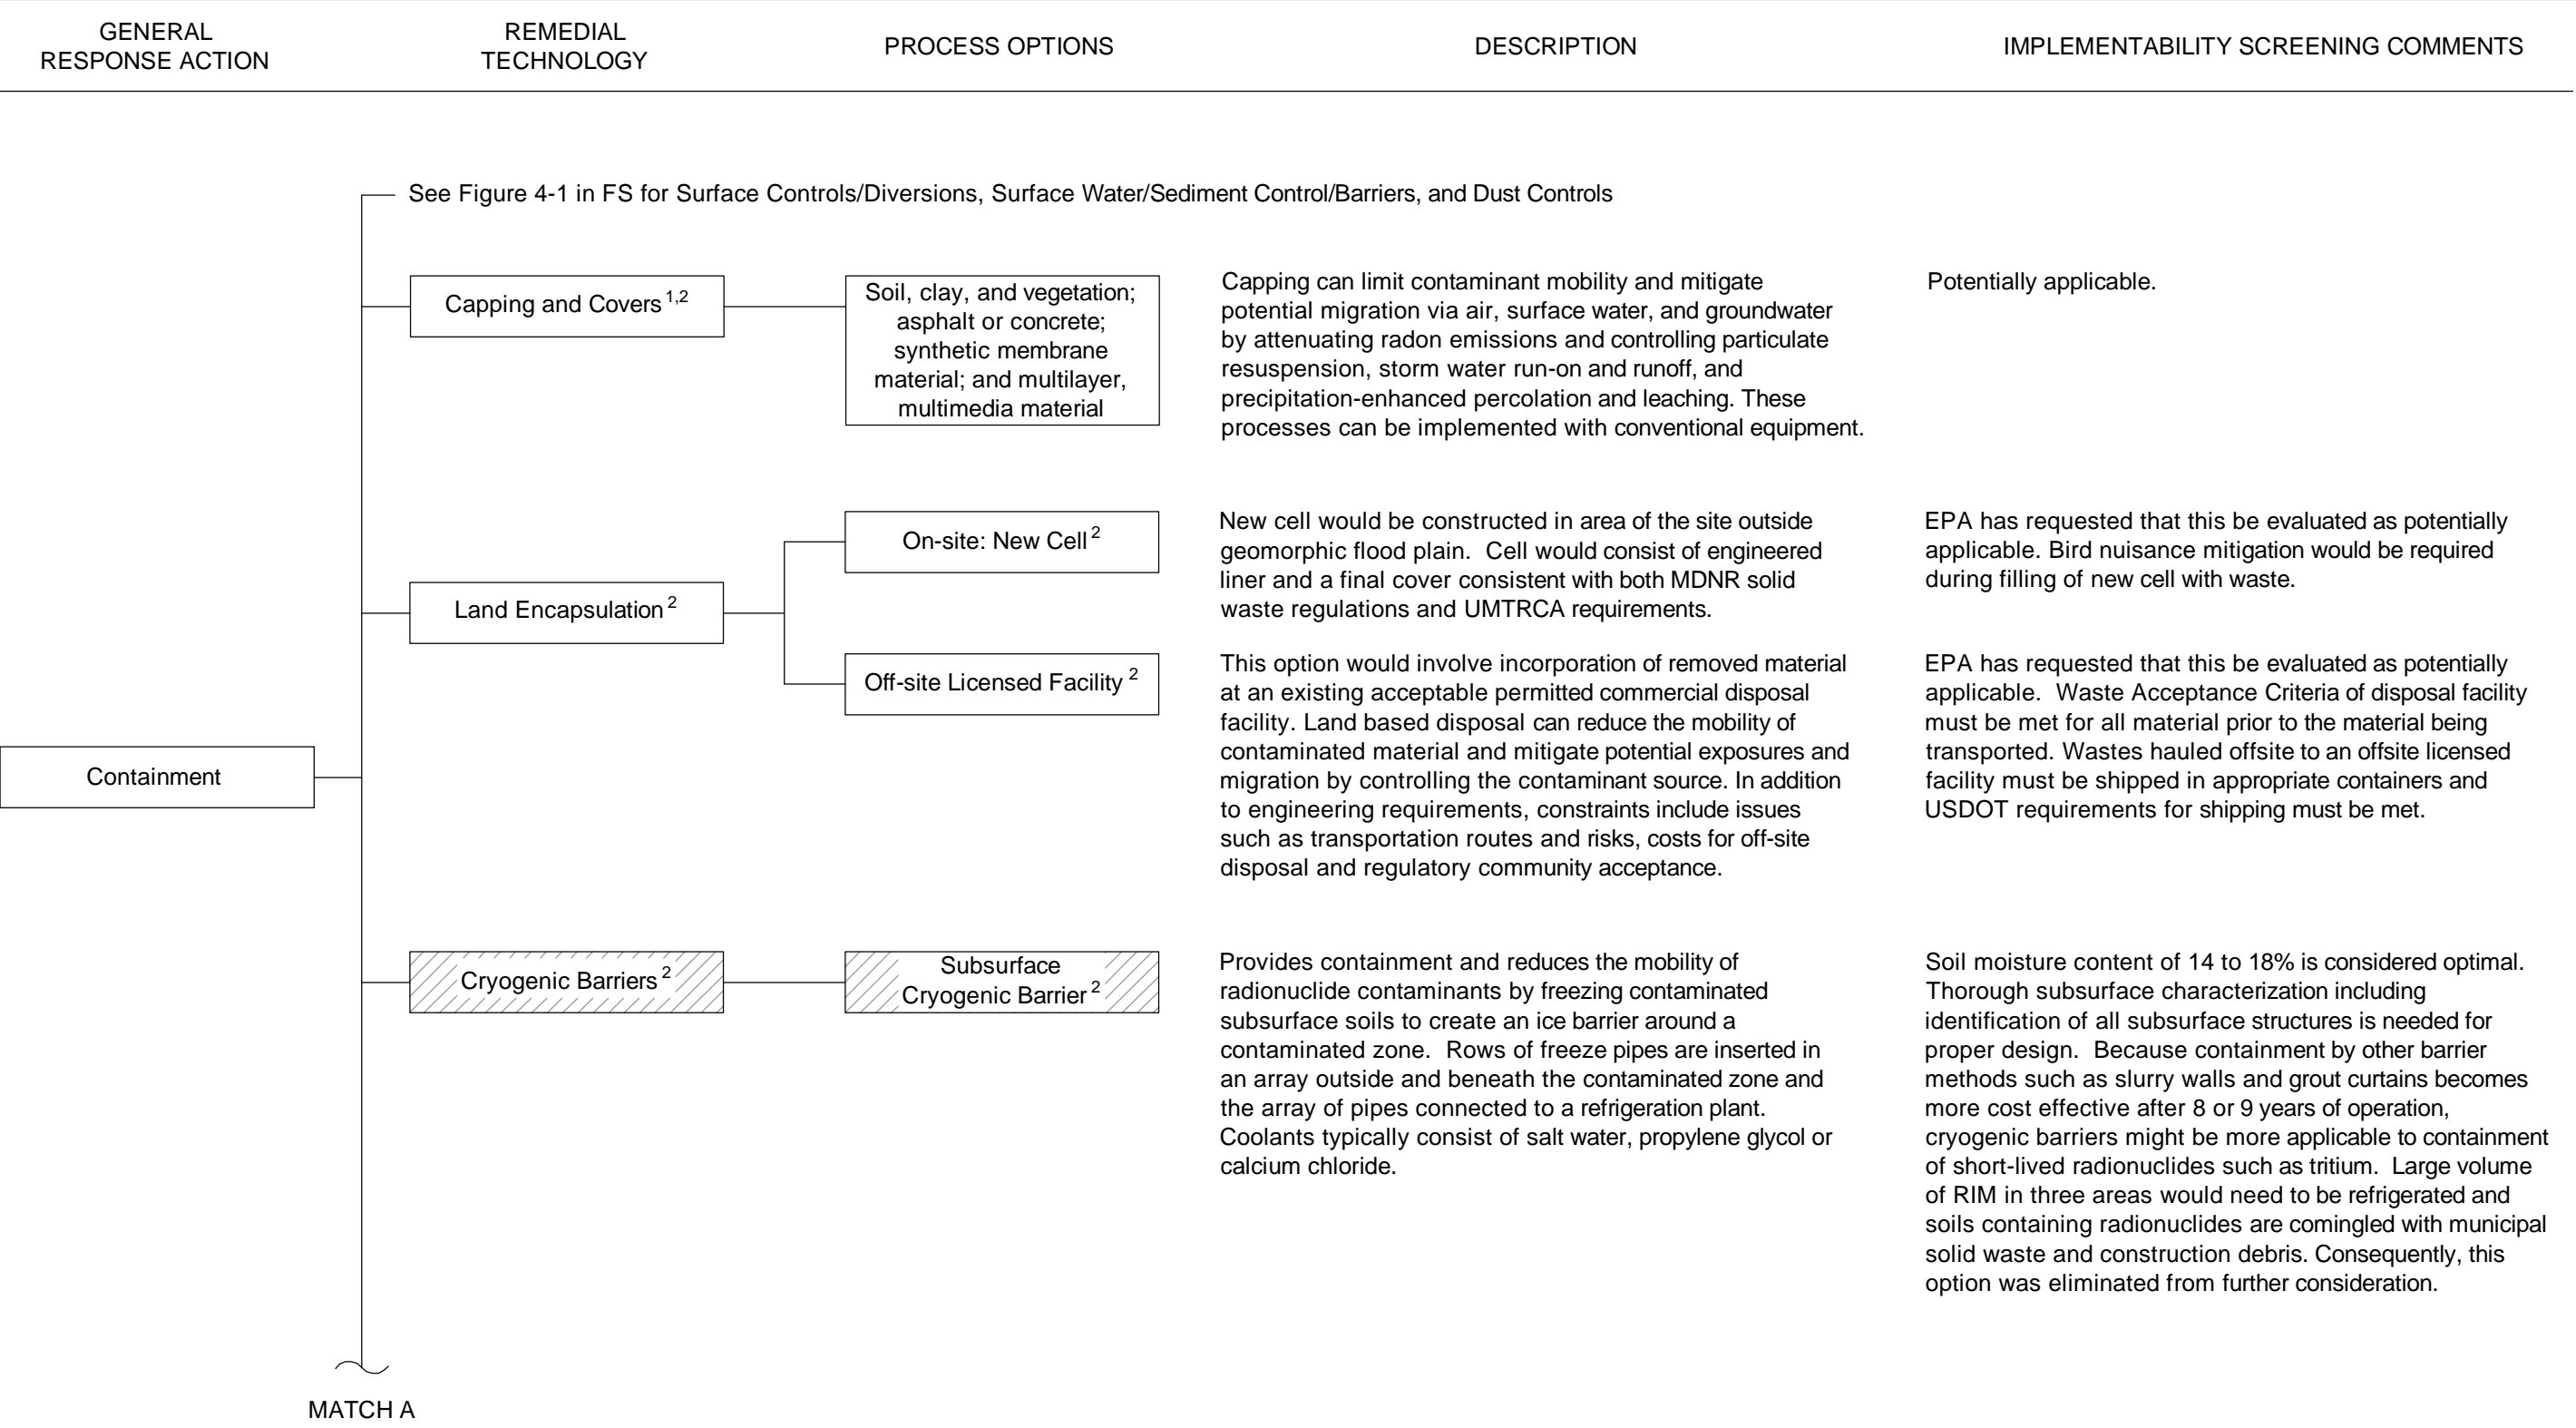 GENERAL
RESPONSE ACTION
REMEDIAL
TECHNOLOGY
PROCESS OPTIONS
DESCRIPTION
IMPLEMENTABILITY SCREENING COMMENTS
See Figure 4-1 in FS for Surface Controls/Diversions, Surface Water/Sediment Control/Barriers, and Dust Controls
Capping and Covers 1,2
Soil, clay, and vegetation;
asphalt or concrete;
synthetic membrane
material; and multilayer,
multimedia material
Capping can limit contaminant mobility and mitigate
potential migration via air, surface water, and groundwater
by attenuating radon emissions and controlling particulate
resuspension, storm water run-on and runoff, and
precipitation-enhanced percolation and leaching. These
processes can be implemented with conventional equipment.
Potentially applicable.
Land Encapsulation 2
On-site: New Cell 2
New cell would be constructed in area of the site outside
geomorphic flood plain. Cell would consist of engineered
liner and a final cover consistent with both MDNR solid
waste regulations and UMTRCA requirements.
EPA has requested that this be evaluated as potentially
applicable. Bird nuisance mitigation would be required
during filling of new cell with waste.
Off-site Licensed Facility 2
This option would involve incorporation of removed material
at an existing acceptable permitted commercial disposal
facility. Land based disposal can reduce the mobility of
contaminated material and mitigate potential exposures and
migration by controlling the contaminant source. In addition
to engineering requirements, constraints include issues
such as transportation routes and risks, costs for off-site
disposal and regulatory community acceptance.
EPA has requested that this be evaluated as potentially
applicable. Waste Acceptance Criteria of disposal facility
must be met for all material prior to the material being
transported. Wastes hauled offsite to an offsite licensed
facility must be shipped in appropriate containers and
USDOT requirements for shipping must be met.
Containment
Cryogenic Barriers 2
Subsurface
Cryogenic Barrier 2
Provides containment and reduces the mobility of
radionuclide contaminants by freezing contaminated
subsurface soils to create an ice barrier around a
contaminated zone. Rows of freeze pipes are inserted in
an array outside and beneath the contaminated zone and
the array of pipes connected to a refrigeration plant.
Coolants typically consist of salt water, propylene glycol or
calcium chloride.
Soil moisture content of 14 to 18% is considered optimal.
Thorough subsurface characterization including
identification of all subsurface structures is needed for
proper design. Because containment by other barrier
methods such as slurry walls and grout curtains becomes
more cost effective after 8 or 9 years of operation,
cryogenic barriers might be more applicable to containment
of short-lived radionuclides such as tritium. Large volume
of RIM in three areas would need to be refrigerated and
soils containing radionuclides are comingled with municipal
solid waste and construction debris. Consequently, this
option was eliminated from further consideration.
MATCH A